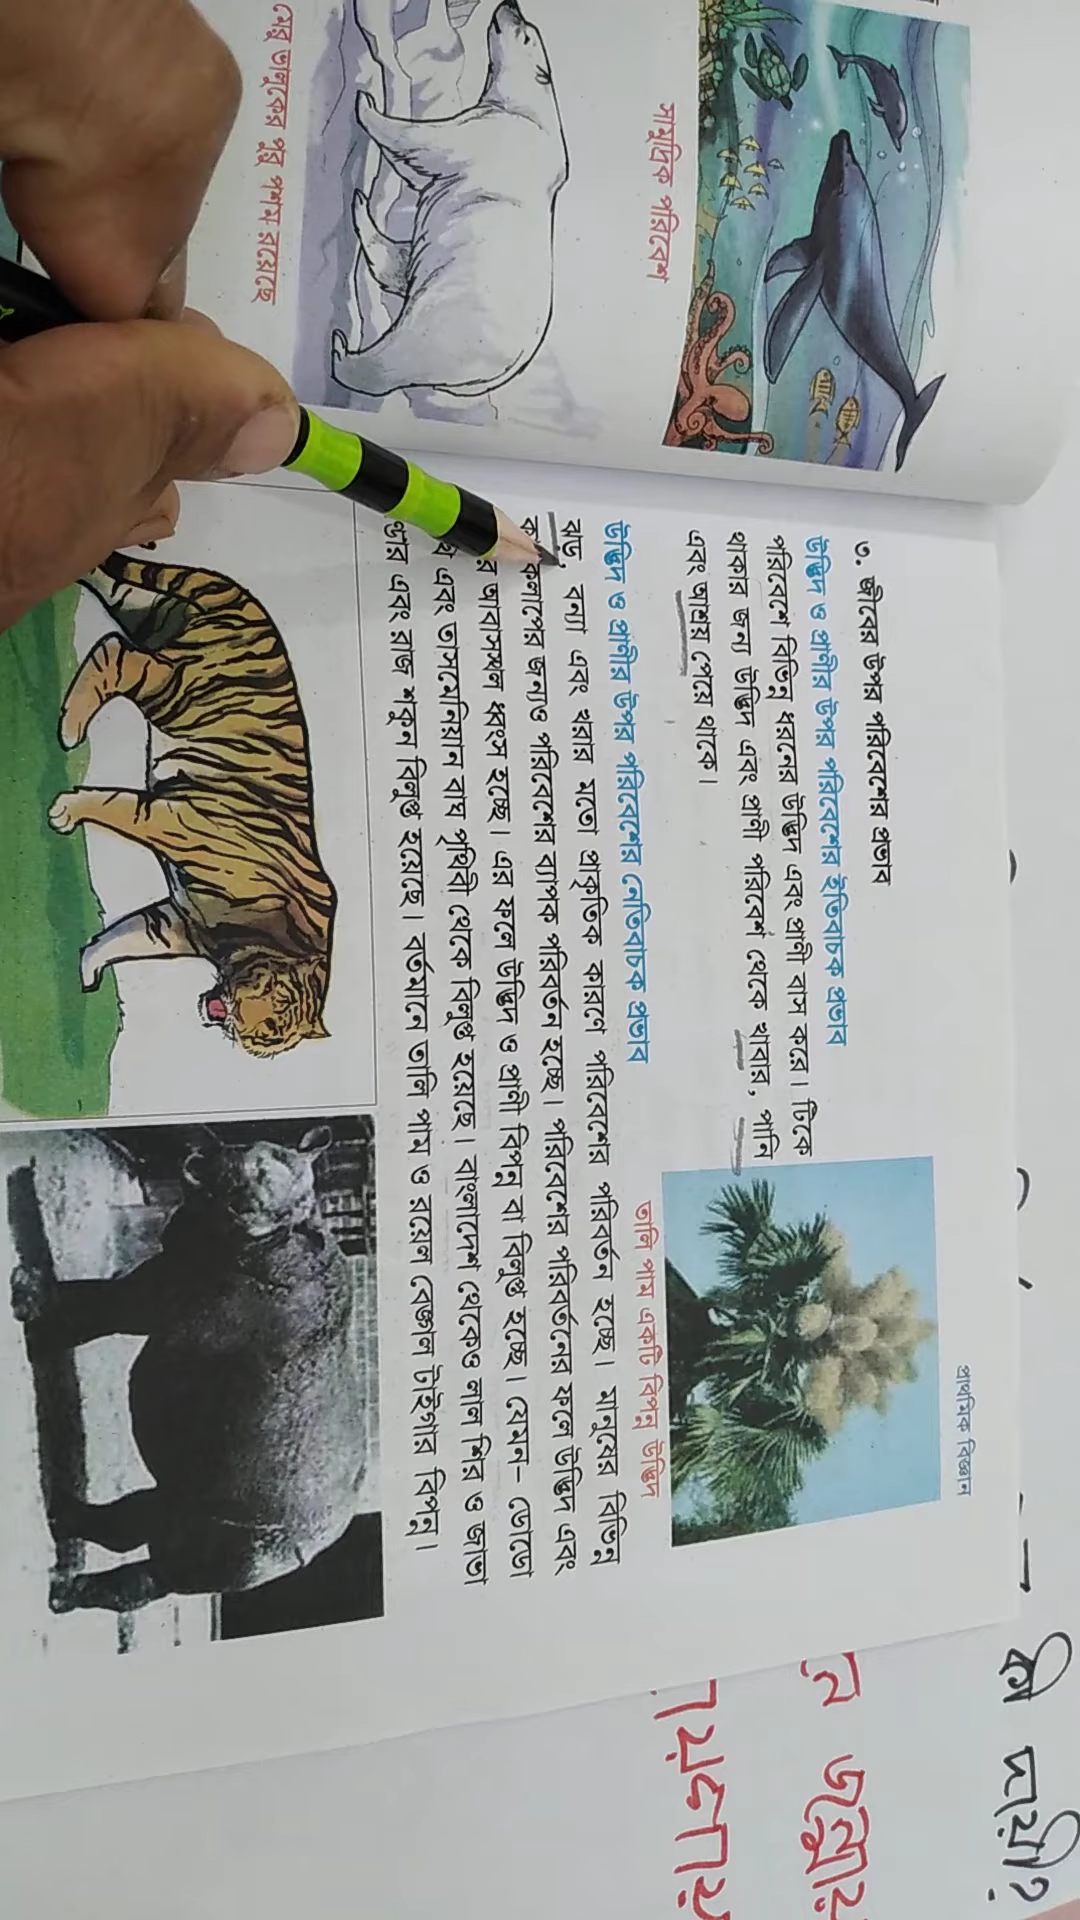 সামুদ্রিক পরিবেশ
মেরু ভালুকের পুরু পশম রয়েছে
প্রাথমিক বিজ্ঞান
৩. জীবের উপর পরিবেশের প্রভাব
উদ্ভিদ ও প্রাণীর উপর পরিবেশের ইতিবাচক প্রভাব
পরিবেশে বিভিন্ন ধরনের উদ্ভিদ এবং প্রাণী বাস করে। টিকে
থাকার জন্য উদ্ভিদ এবং প্রাণী পরিবেশ থেকে খাবার, পানি
এবং আশ্রয় পেয়ে থাকে।
তালি পাম একটি বিপন্ন উদ্ভিদ
উদ্ভিদ ও প্রাণীর উপর পরিবেশের নেতিবাচক প্রভাব
ঝড়, বন্যা এবং খরার মতো প্রাকৃতিক কারণে পরিবেশের পরিবর্তন হচ্ছে। মানুষের বিভিন্ন
কলাপের জন্যও পরিবেশের ব্যাপক পরিবর্তন হচ্ছে। পরিবেশের পরিবর্তনের ফলে উদ্ভিদ এবং
আবাসস্থল ধ্বংস হচ্ছে। এর ফলে উদ্ভিদ ও প্রাণী বিপন্ন বা বিলুপ্ত হচ্ছে। যেমন- ডোডো
এবং তাসমেনিয়ান বাঘ পৃথিবী থেকে বিলুপ্ত হয়েছে। বাংলাদেশ থেকেও লাল শির ও জাভা
এবং রাজ শকুন বিলুপ্ত হয়েছে। বর্তমানে তালি পাম ও রয়েল বেঙ্গল টাইগার বিপন্ন।
কী দায়ী?